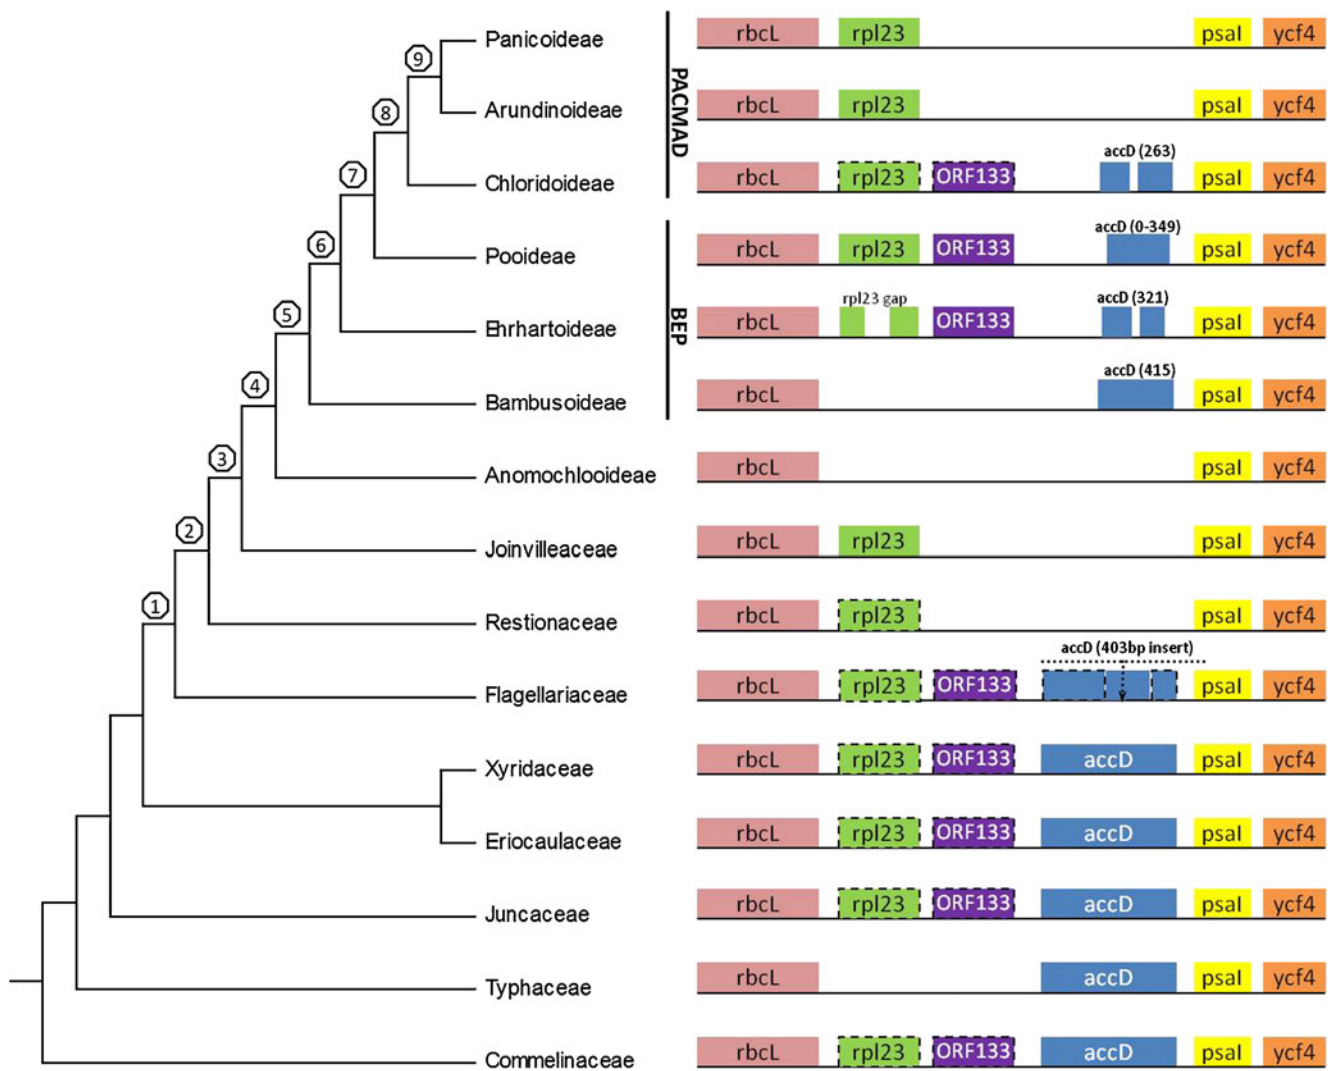 9 Panicoideae rbcL rpl23 psaI ycf4
8 Arundinoideae rbcL rpl23 psaI ycf4
PACMAD
accD (263)
7 Chloridoideae rbcL rpl23 ORF133 psaI ycf4
accD (0-349)
6 Pooideae rbcL rpl23 ORF133 psaI ycf4
rpl23 gap accD (321)
5 Ehrhartoideae rbcL ORF133 psaI ycf4
BEP
accD (415)
4 Bambusoideae rbcL psaI ycf4
3 Anomochlooideae rbcL psaI ycf4
2 Joinvilleaceae rbcL rpl23 psaI ycf4
1 Restionaceae rbcL rpl23 psaI ycf4
accD (403bp insert)
Flagellariaceae rbcL rpl23 ORF133 psaI ycf4
Xyridaceae rbcL rpl23 ORF133 accD psaI ycf4
Eriocaulaceae rbcL rpl23 ORF133 accD psaI ycf4
Juncaceae rbcL rpl23 ORF133 accD psaI ycf4
Typhaceae rbcL accD psaI ycf4
Commelinaceae rbcL rpl23 ORF133 accD psaI ycf4